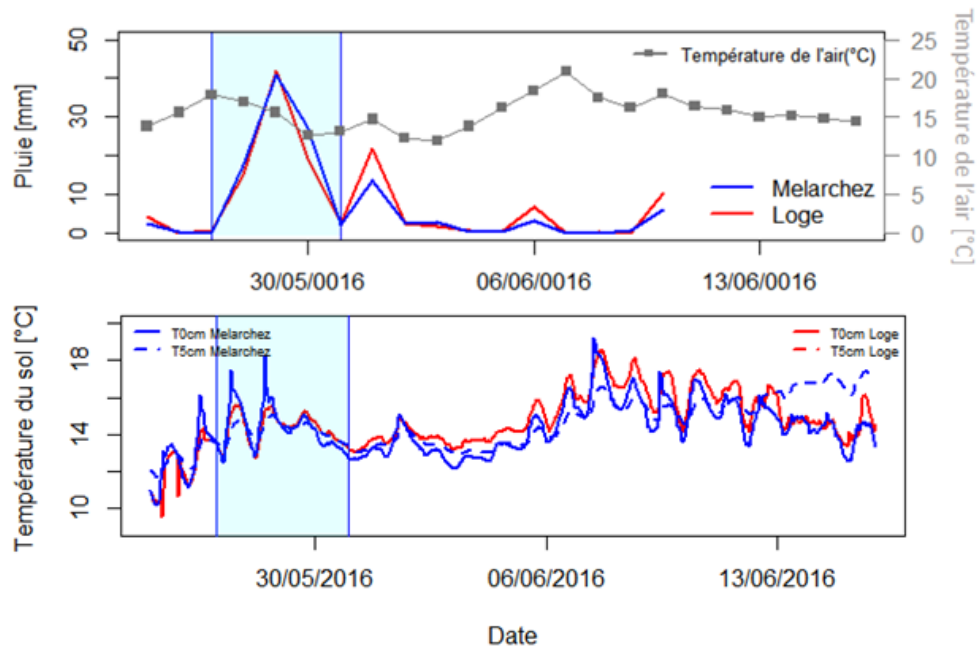 Pluie [mm]
50
30
10
0
Température de l'air(°C)
Melarchez
Loge
25
20
15
10
5
0
Température de l'air [°C]
30/05/0016
06/06/0016
13/06/0016
Température du sol [°C]
18
14
10
T0cm Melarchez
T5cm Melarchez
T0cm Loge
T5cm Loge
30/05/2016
06/06/2016
13/06/2016
Date